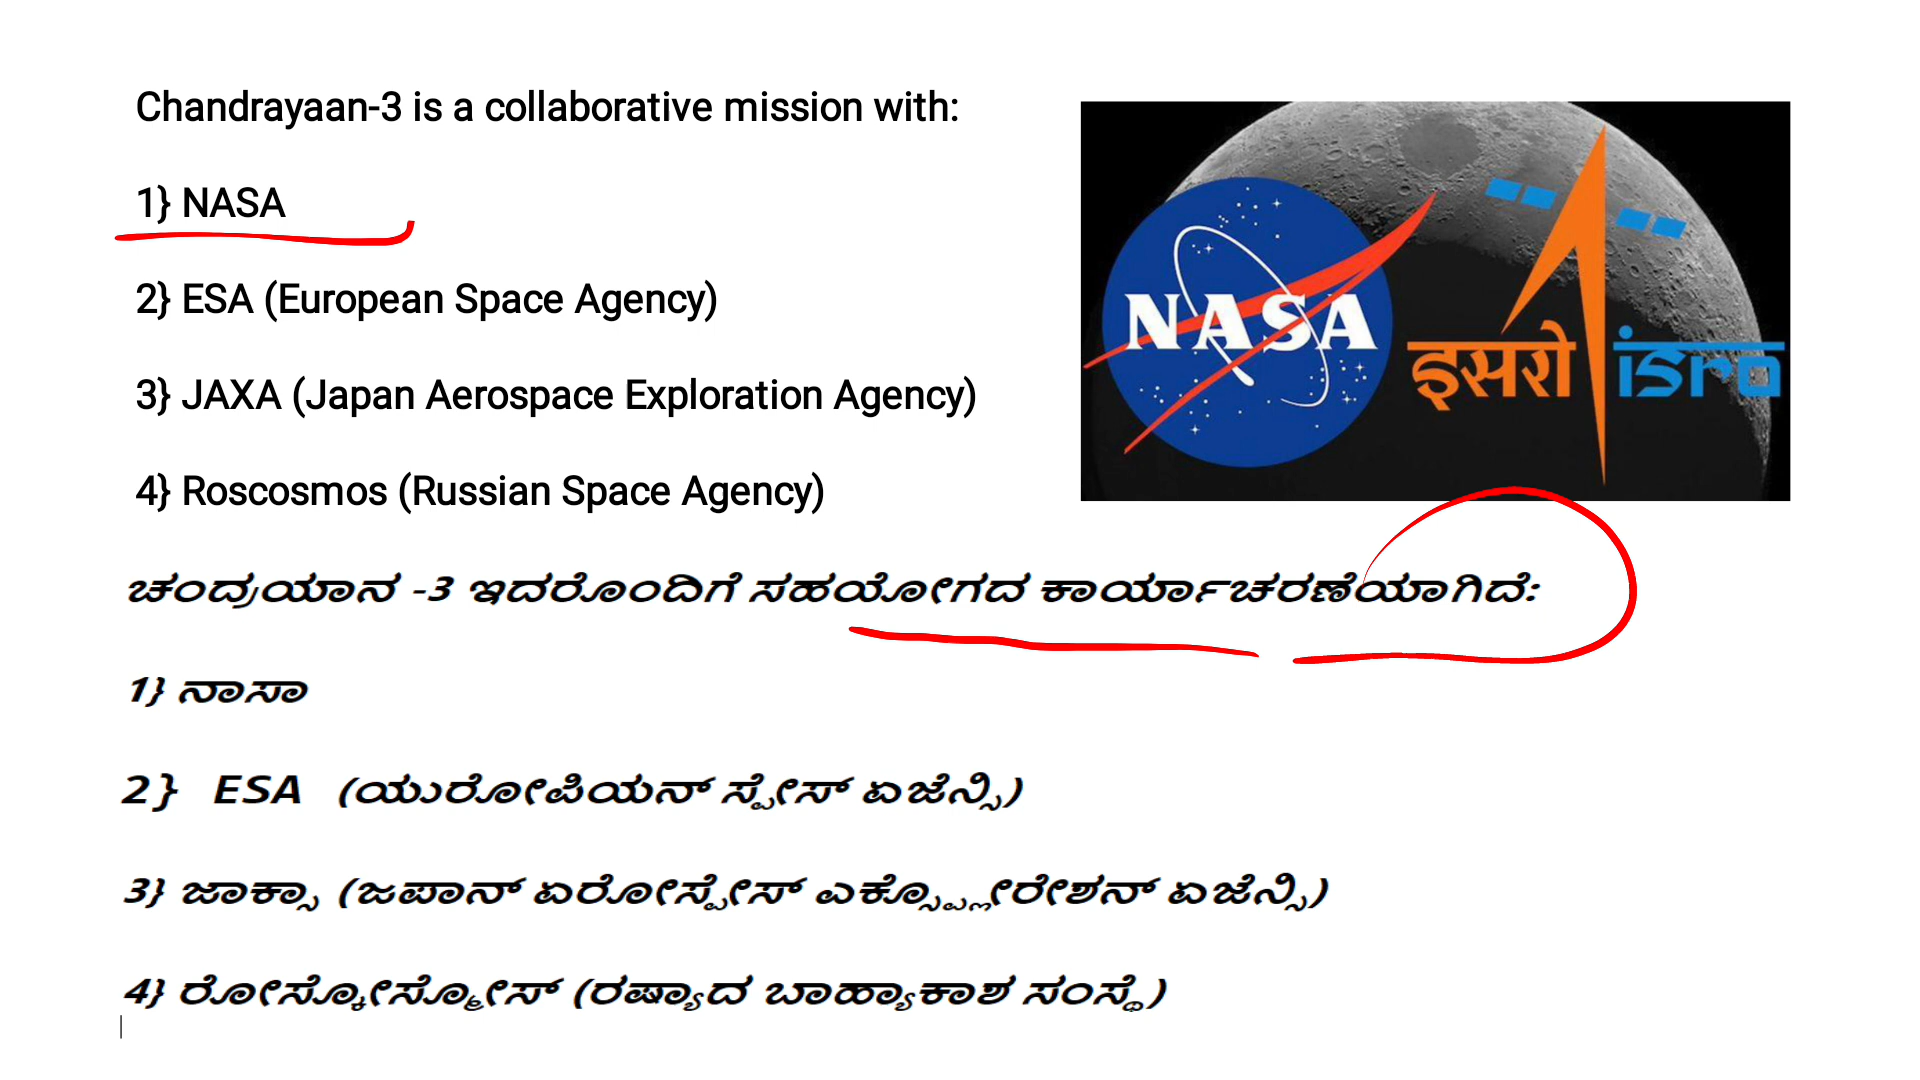 Chandrayaan-3 is a collaborative mission with:
1} NASA
2} ESA (European Space Agency)
3} JAXA (Japan Aerospace Exploration Agency)
4} Roscosmos (Russian Space Agency)
NASA
इसरो isro
ಚಂದ್ರಯಾನ -3 ಇದರೊಂದಿಗೆ ಸಹಯೋಗದ ಕಾರ್ಯಾಚರಣೆಯಾಗಿದೆ:
1} ನಾಸಾ
2} ESA (ಯುರೋಪಿಯನ್ ಸ್ಪೇಸ್ ಏಜೆನ್ಸಿ)
3} ಜಾಕ್ಸಾ (ಜಪಾನ್ ಏರೋಸ್ಪೇಸ್ ಎಕ್ಸ್ಪ್ಲೋರೇಶನ್ ಏಜೆನ್ಸಿ)
4} ರೋಸ್ಕೋಸ್ಮೋಸ್ (ರಷ್ಯಾದ ಬಾಹ್ಯಾಕಾಶ ಸಂಸ್ಥೆ)